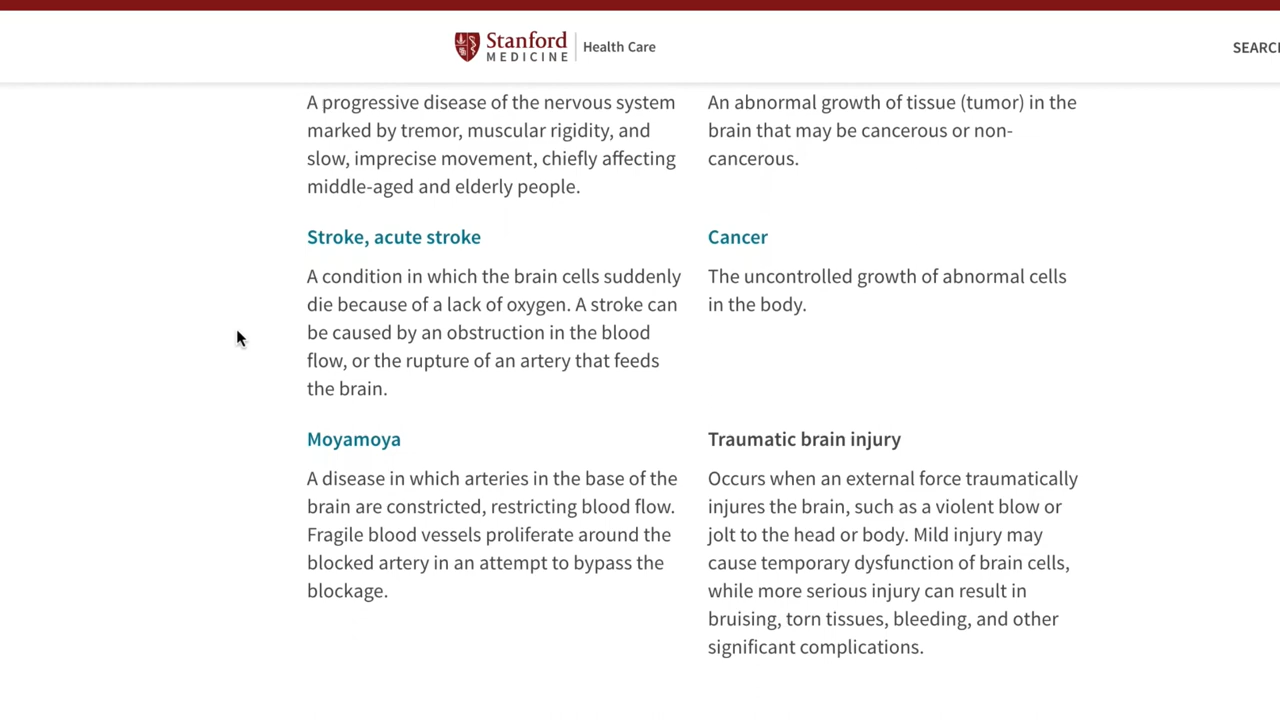 Stanford
MEDICINE
Health Care
SEARC
A progressive disease of the nervous system
marked by tremor, muscular rigidity, and
slow, imprecise movement, chiefly affecting
middle-aged and elderly people.
An abnormal growth of tissue (tumor) in the
brain that may be cancerous or non-
cancerous.
Stroke, acute stroke
A condition in which the brain cells suddenly
die because of a lack of oxygen. A stroke can
be caused by an obstruction in the blood
flow, or the rupture of an artery that feeds
the brain.
Cancer
The uncontrolled growth of abnormal cells
in the body.
Moyamoya
A disease in which arteries in the base of the
brain are constricted, restricting blood flow.
Fragile blood vessels proliferate around the
blocked artery in an attempt to bypass the
blockage.
Traumatic brain injury
Occurs when an external force traumatically
injures the brain, such as a violent blow or
jolt to the head or body. Mild injury may
cause temporary dysfunction of brain cells,
while more serious injury can result in
bruising, torn tissues, bleeding, and other
significant complications.